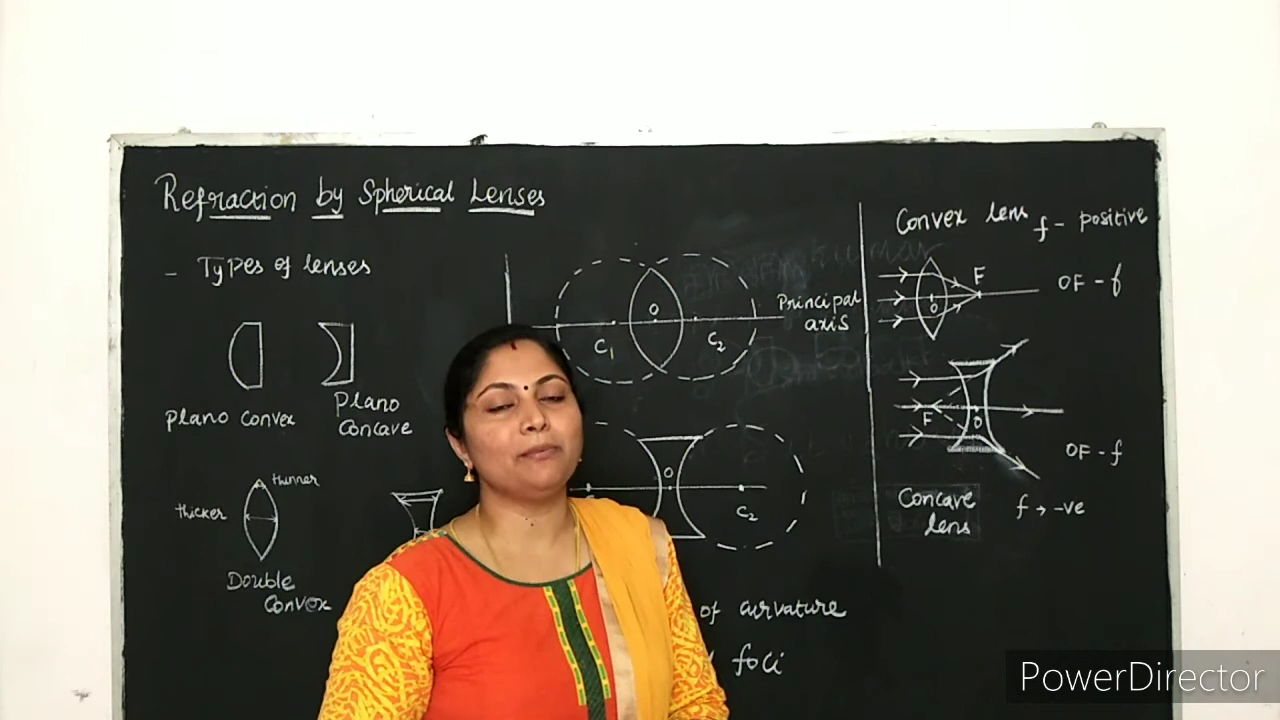 Refraction by Spherical Lenses
- Types of lenses
Plano Convex
Plano
Concave
thinner
thicker
Double
Convex
O
C1
C2
Principal
axis
O
C2
of curvature
foci
Convex lens
f - positive
F
O
OF - f
F
O
OF - f
Concave
lens
f → -ve
PowerDirector